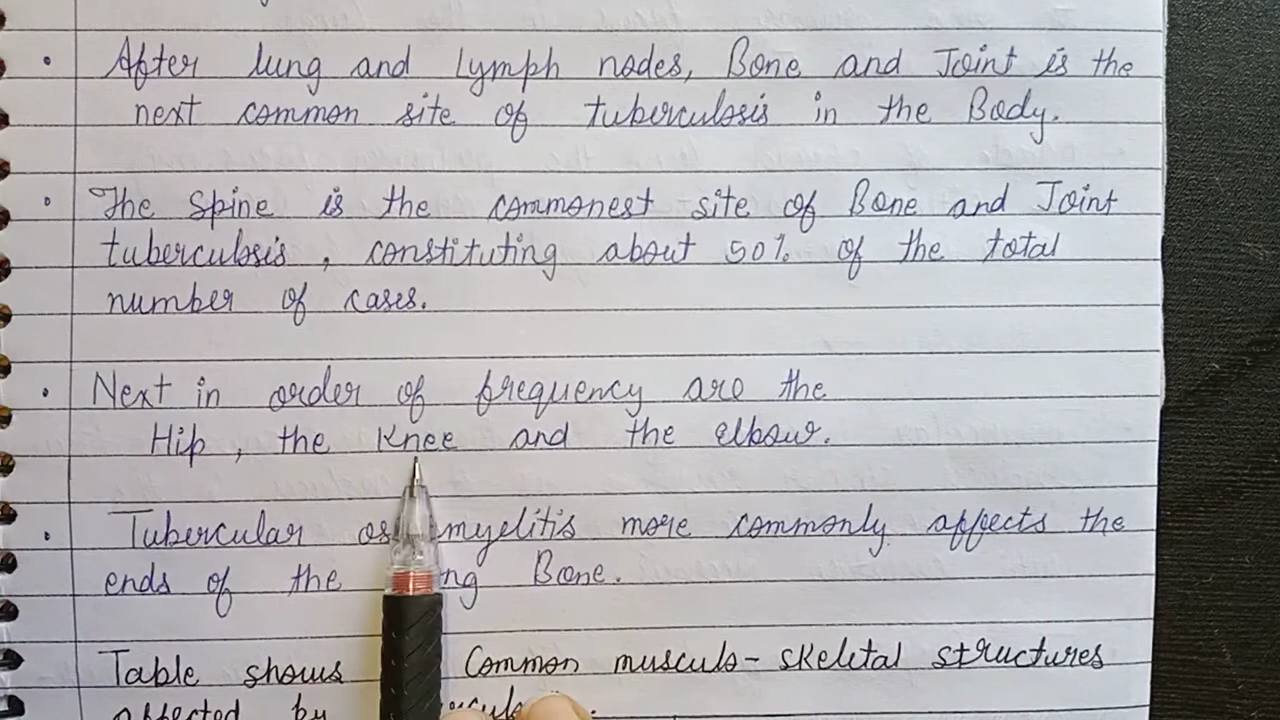 • After lung and Lymph nodes, Bone and Joint is the
next common site of tuberculosis in the Body.
• The Spine is the commonest site of Bone and Joint
tuberculosis, constituting about 50% of the total
number of cases.
• Next in order of frequency are the
Hip, the Knee and the elbow.
• Tubercular myelitis more commonly affects the
ends of the Bone.
Table shows Common musculo-skeletal structures
affected by